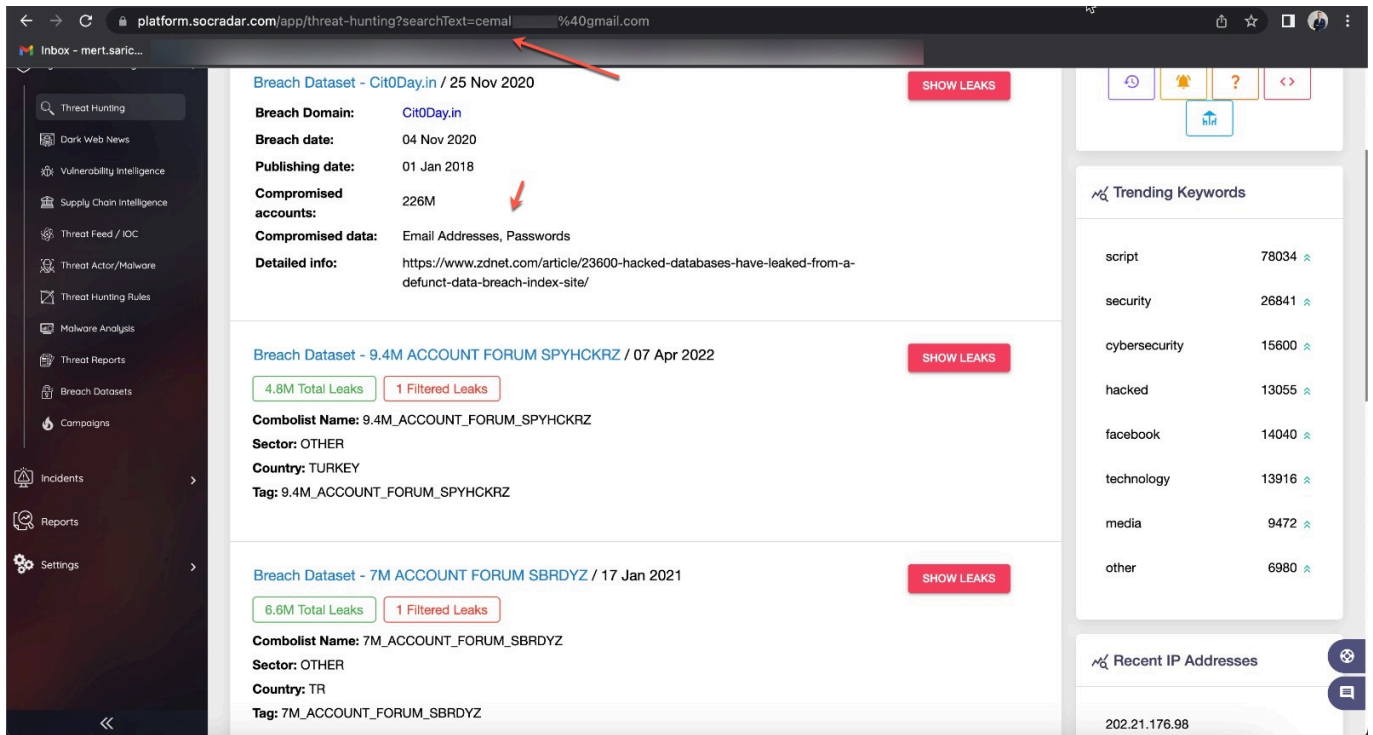 platform.socradar.com/app/threat-hunting?searchText=cemal %40gmail.com
Inbox - mert.saric...
Threat Hunting
Dark Web News
Vulnerability Intelligence
Supply Chain Intelligence
Threat Feed / IOC
Threat Actor/Malware
Threat Hunting Rules
Malware Analysis
Threat Reports
Breach Datasets
Campaigns
Incidents
Reports
Settings
Breach Dataset - Cit0Day.in / 25 Nov 2020
SHOW LEAKS
Breach Domain: Cit0Day.in
Breach date: 04 Nov 2020
Publishing date: 01 Jan 2018
Compromised
accounts: 226M
Compromised data: Email Addresses, Passwords
Detailed info: https://www.zdnet.com/article/23600-hacked-databases-have-leaked-from-a-
defunct-data-breach-index-site/
Breach Dataset - 9.4M ACCOUNT FORUM SPYHCKRZ / 07 Apr 2022
SHOW LEAKS
4.8M Total Leaks 1 Filtered Leaks
Combolist Name: 9.4M_ACCOUNT_FORUM_SPYHCKRZ
Sector: OTHER
Country: TURKEY
Tag: 9.4M_ACCOUNT_FORUM_SPYHCKRZ
Breach Dataset - 7M ACCOUNT FORUM SBRDYZ / 17 Jan 2021
SHOW LEAKS
6.6M Total Leaks 1 Filtered Leaks
Combolist Name: 7M_ACCOUNT_FORUM_SBRDYZ
Sector: OTHER
Country: TR
Tag: 7M_ACCOUNT_FORUM_SBRDYZ
?
<>
Trending Keywords
script 78034
security 26841
cybersecurity 15600
hacked 13055
facebook 14040
technology 13916
media 9472
other 6980
Recent IP Addresses
202.21.176.98